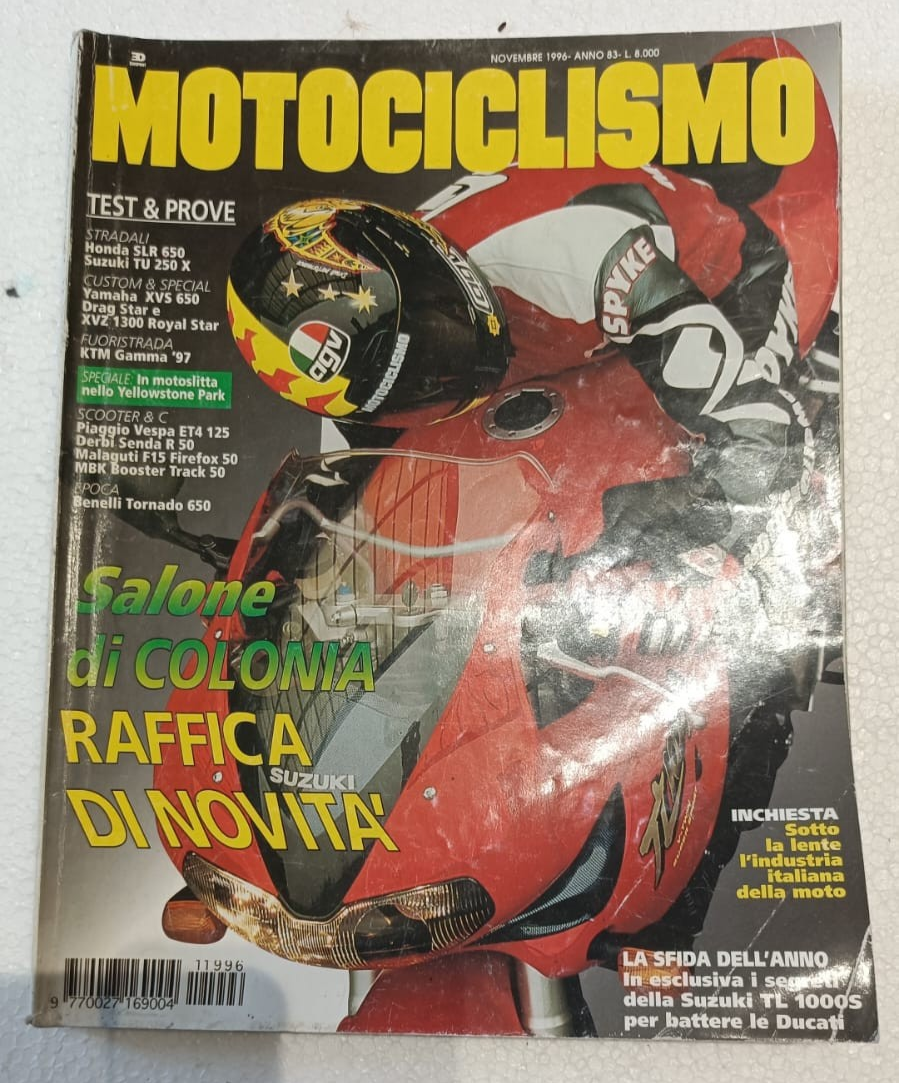 NOVEMBRE 1996- ANNO 83- L. 8.000
MOTOCICLISMO
TEST & PROVE
STRADALI
Honda SLR 650
Suzuki TU 250 X
CUSTOM & SPECIAL
Yamaha XVS 650
Drag Star e
XVZ 1300 Royal Star
FUORISTRADA
KTM Gamma '97
SPECIALE: In motoslitta
nello Yellowstone Park
SCOOTER & C
Piaggio Vespa ET4 125
Derbi Senda R 50
Malaguti F15 Firefox 50
MBK Booster Track 50
EPOCA
Benelli Tornado 650
agv
MOTOCICLISMO
SPYKE
Salone
di COLONIA
RAFFICA
DI NOVITA'
SUZUKI
INCHIESTA
Sotto
la lente
l'industria
italiana
della moto
LA SFIDA DELL'ANNO
In esclusiva i segreti
della Suzuki TL 1000S
per battere le Ducati
11996
9 770027 169004